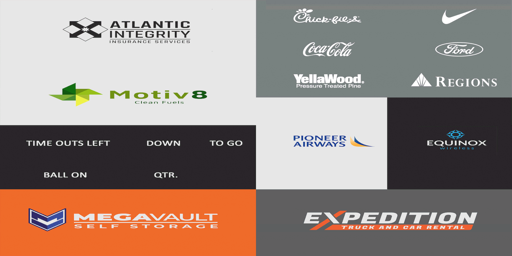 ATLANTIC
INTEGRITY
INSURANCE SERVICES
Motiv8
Clean Fuels
TIME OUTS LEFT DOWN TO GO
BALL ON QTR.
MEGAVAULT
SELF STORAGE
Chick-fil-&
Coca-Cola
Ford
YellaWood.
Pressure Treated Pine
REGIONS
PIONEER
AIRWAYS
EQUINOX
wireless
EXPEDITION
TRUCK AND CAR RENTAL